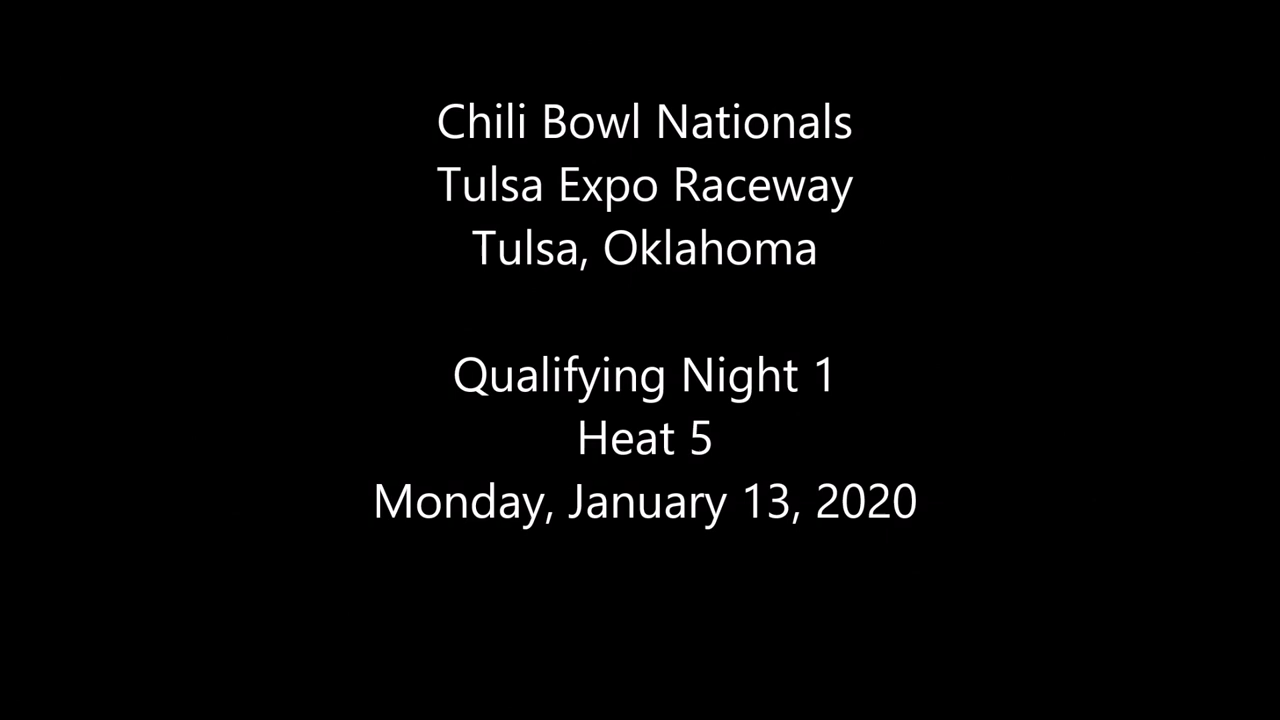 Chili Bowl Nationals
Tulsa Expo Raceway
Tulsa, Oklahoma
Qualifying Night 1
Heat 5
Monday, January 13, 2020